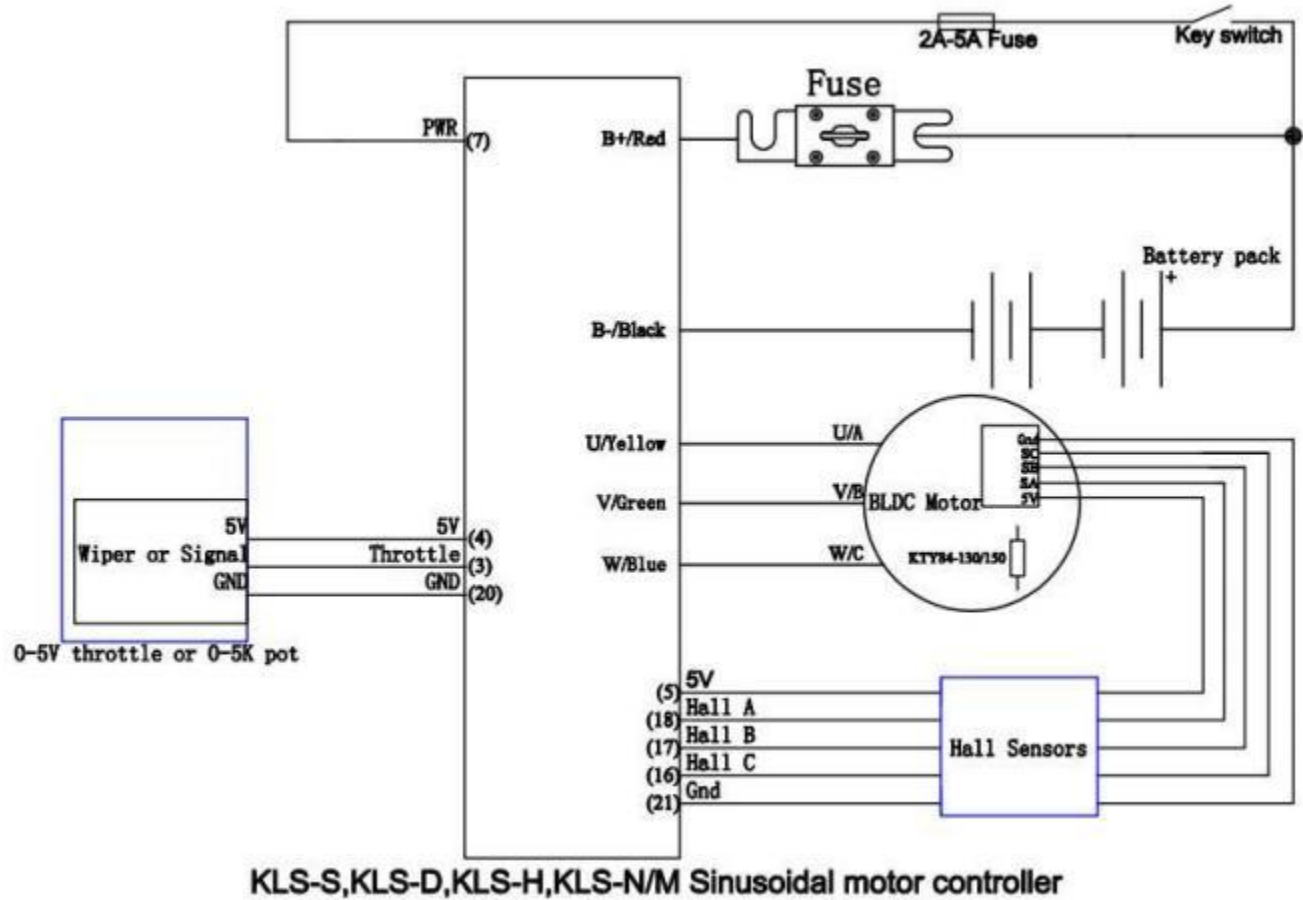 2A-5A Fuse
Key switch
Fuse
PWR
(7)
B+/Red
Battery pack
+
B-/Black
U/Yellow
U/A
Gnd
SC
SB
SA
5V
V/Green
V/B
BLDC Motor
W/Blue
W/C
KTY84-130/150
5V
5V
(4)
Wiper or Signal
Throttle
(3)
GND
GND
(20)
0-5V throttle or 0-5K pot
(5)
5V
(18)
Hall A
(17)
Hall B
Hall Sensors
(16)
Hall C
(21)
Gnd
KLS-S,KLS-D,KLS-H,KLS-N/M Sinusoidal motor controller